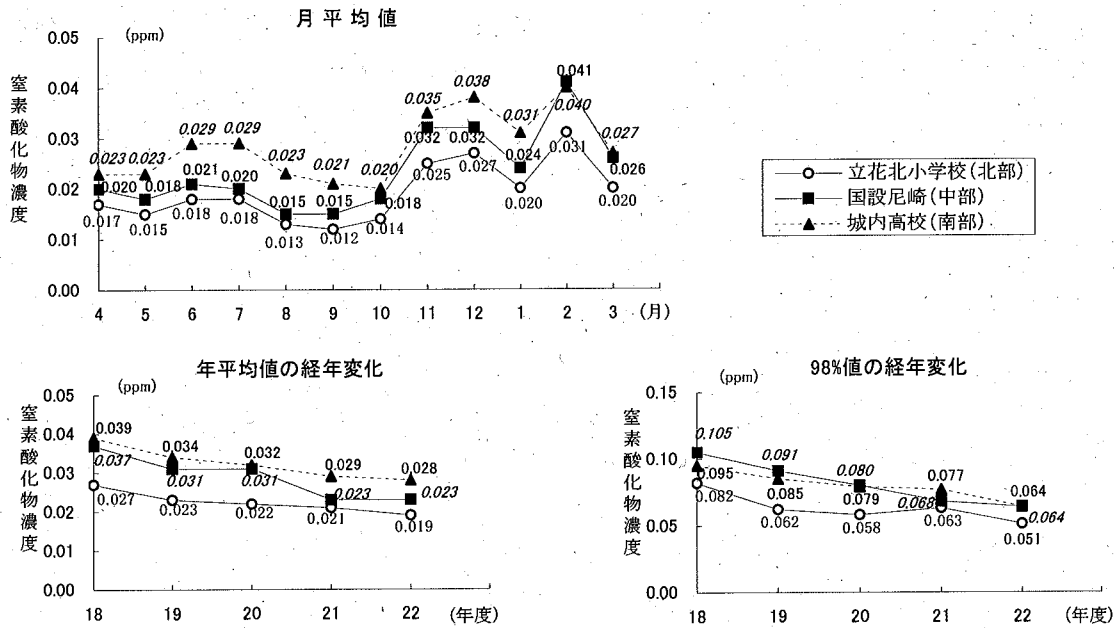 月平均値
(ppm)
窒素酸化物濃度
0.05
0.04
0.03
0.02
0.01
0.00
0.023 0.023 0.029 0.029 0.023 0.021 0.020 0.035 0.038 0.031 0.040 0.027
0.020 0.018 0.021 0.020 0.015 0.015 0.018 0.032 0.032 0.024 0.041 0.026
0.017 0.015 0.018 0.018 0.013 0.012 0.014 0.025 0.027 0.020 0.031 0.020
4 5 6 7 8 9 10 11 12 1 2 3 (月)
立花北小学校(北部)
国設尼崎(中部)
城内高校(南部)
年平均値の経年変化
(ppm)
窒素酸化物濃度
0.05
0.04
0.03
0.02
0.01
0.00
0.039 0.034 0.032 0.029 0.028
0.037 0.031 0.031 0.023 0.023
0.027 0.023 0.022 0.021 0.019
18 19 20 21 22 (年度)
98%値の経年変化
(ppm)
窒素酸化物濃度
0.15
0.10
0.05
0.00
0.105 0.091 0.080 0.068 0.064
0.095 0.085 0.079 0.077 0.064
0.082 0.062 0.058 0.063 0.051
18 19 20 21 22 (年度)